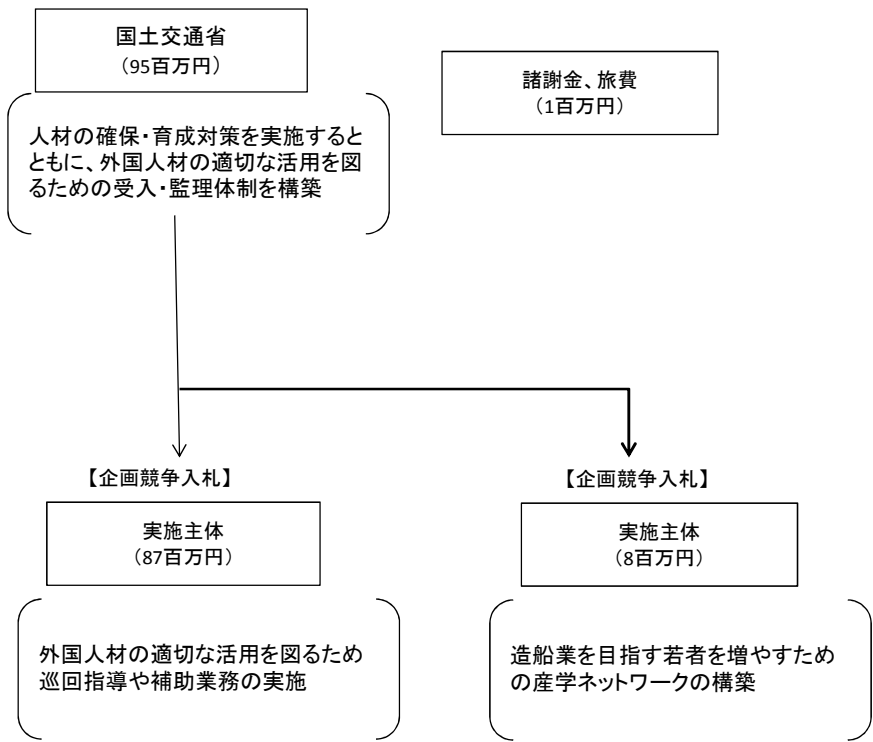 国土交通省
（95百万円）
諸謝金、旅費
（1百万円）
人材の確保・育成対策を実施すると
ともに、外国人材の適切な活用を図
るための受入・監理体制を構築
【企画競争入札】
実施主体
（87百万円）
外国人材の適切な活用を図るため
巡回指導や補助業務の実施
【企画競争入札】
実施主体
（8百万円）
造船業を目指す若者を増やすため
の産学ネットワークの構築